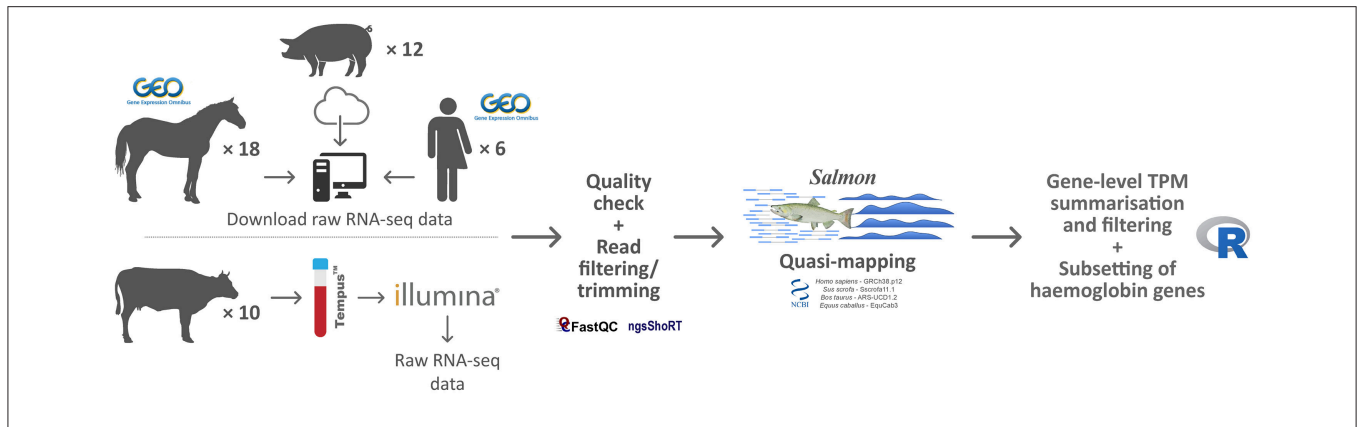 × 12
GEO
Gene Expression Omnibus
× 18
GEO
Gene Expression Omnibus
× 6
Download raw RNA-seq data
× 10
Tempus™
illumına®
Raw RNA-seq
data
Quality
check
+
Read
filtering/
trimming
FastQC
ngsShoRT
Salmon
Quasi-mapping
NCBI
Homo sapiens - GRCh38.p12
Sus scrofa - Sscrofa11.1
Bos taurus - ARS-UCD1.2
Equus caballus - EquCab3
Gene-level TPM
summarisation
and filtering
+
Subsetting of
haemoglobin genes
R